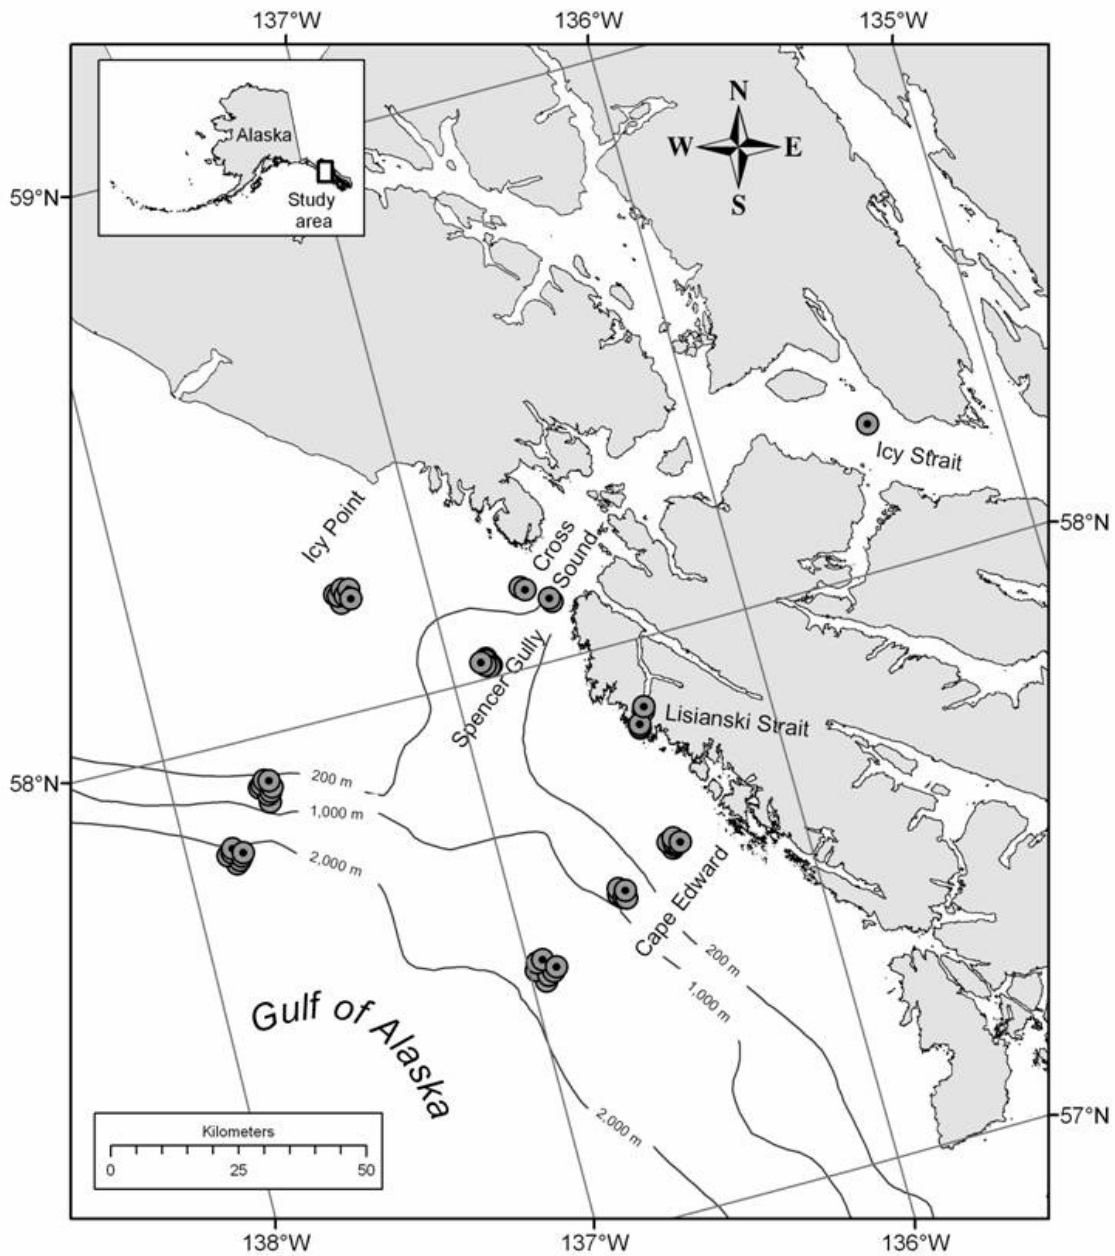 137°W
136°W
135°W
N
W
E
S
Alaska
Study
area
59°N
Icy Strait
Icy Point
Cross
Sound
58°N
Spencer Gully
Lisianski Strait
58°N
200 m
1,000 m
2,000 m
Cape Edward
200 m
1,000 m
Gulf of Alaska
2,000 m
57°N
Kilometers
0
25
50
138°W
137°W
136°W